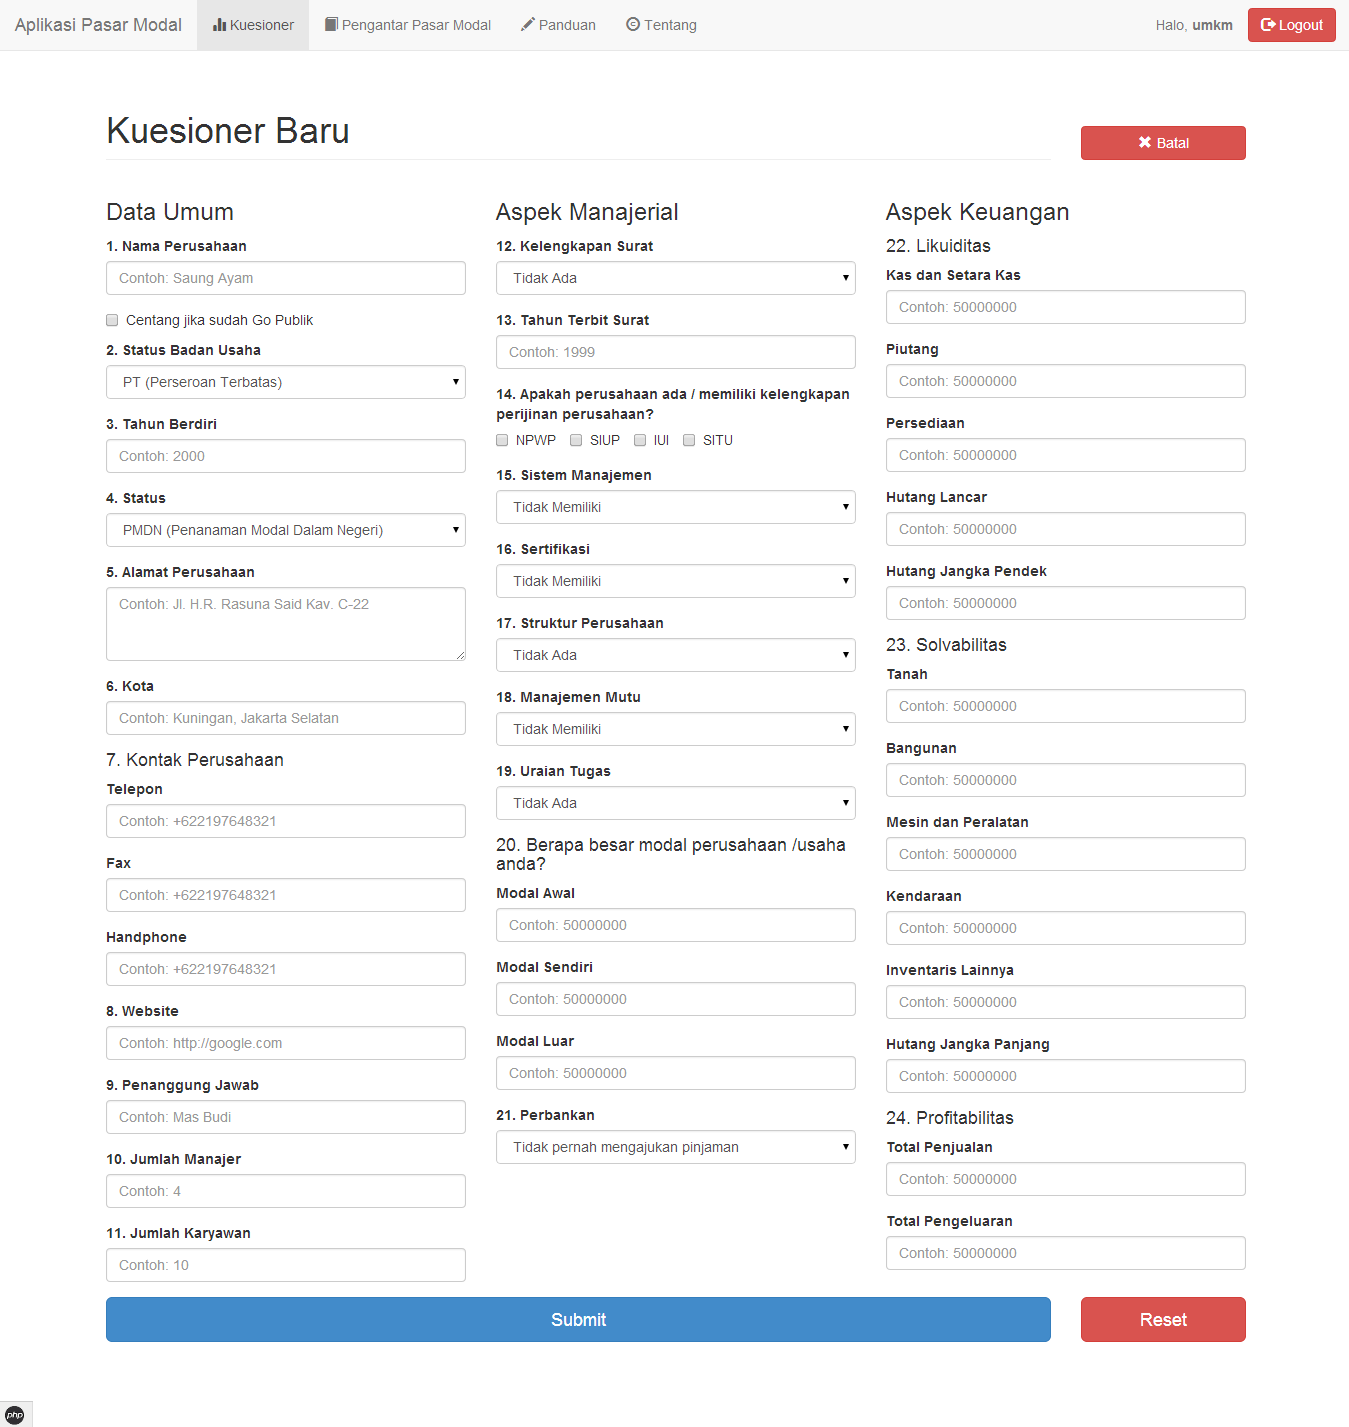 Aplikasi Pasar Modal Kuesioner Pengantar Pasar Modal Panduan Tentang Halo, umkm Logout
Kuesioner Baru
Batal
Data Umum
1. Nama Perusahaan
Contoh: Saung Ayam
Centang jika sudah Go Publik
2. Status Badan Usaha
PT (Perseroan Terbatas)
3. Tahun Berdiri
Contoh: 2000
4. Status
PMDN (Penanaman Modal Dalam Negeri)
5. Alamat Perusahaan
Contoh: Jl. H.R. Rasuna Said Kav. C-22
6. Kota
Contoh: Kuningan, Jakarta Selatan
7. Kontak Perusahaan
Telepon
Contoh: +622197648321
Fax
Contoh: +622197648321
Handphone
Contoh: +622197648321
8. Website
Contoh: http://google.com
9. Penanggung Jawab
Contoh: Mas Budi
10. Jumlah Manajer
Contoh: 4
11. Jumlah Karyawan
Contoh: 10
Aspek Manajerial
12. Kelengkapan Surat
Tidak Ada
13. Tahun Terbit Surat
Contoh: 1999
14. Apakah perusahaan ada / memiliki kelengkapan
perijinan perusahaan?
NPWP SIUP IUI SITU
15. Sistem Manajemen
Tidak Memiliki
16. Sertifikasi
Tidak Memiliki
17. Struktur Perusahaan
Tidak Ada
18. Manajemen Mutu
Tidak Memiliki
19. Uraian Tugas
Tidak Ada
20. Berapa besar modal perusahaan /usaha
anda?
Modal Awal
Contoh: 50000000
Modal Sendiri
Contoh: 50000000
Modal Luar
Contoh: 50000000
21. Perbankan
Tidak pernah mengajukan pinjaman
Aspek Keuangan
22. Likuiditas
Kas dan Setara Kas
Contoh: 50000000
Piutang
Contoh: 50000000
Persediaan
Contoh: 50000000
Hutang Lancar
Contoh: 50000000
Hutang Jangka Pendek
Contoh: 50000000
23. Solvabilitas
Tanah
Contoh: 50000000
Bangunan
Contoh: 50000000
Mesin dan Peralatan
Contoh: 50000000
Kendaraan
Contoh: 50000000
Inventaris Lainnya
Contoh: 50000000
Hutang Jangka Panjang
Contoh: 50000000
24. Profitabilitas
Total Penjualan
Contoh: 50000000
Total Pengeluaran
Contoh: 50000000
Submit
Reset
php